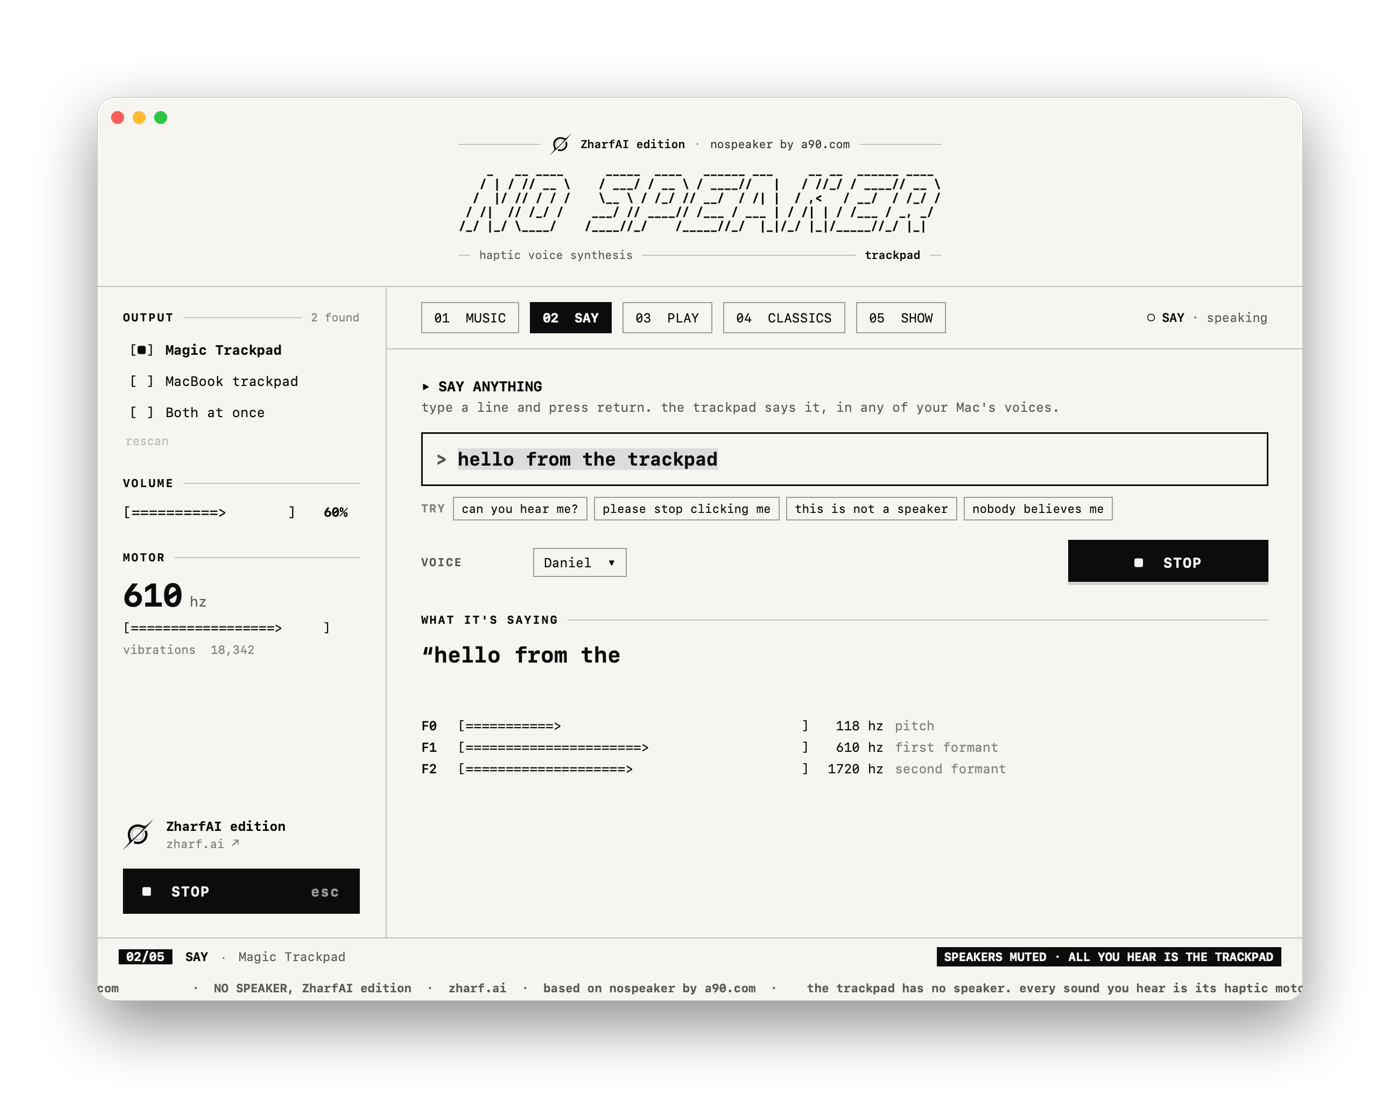 ZharfAI edition · nospeaker by a90.com
NO SPEAKER
haptic voice synthesis trackpad
OUTPUT 2 found
[■] Magic Trackpad
[ ] MacBook trackpad
[ ] Both at once
rescan
VOLUME
[===========> ] 60%
MOTOR
610 hz
[==================> ]
vibrations 18,342
ZharfAI edition
zharf.ai ↗
■ STOP esc
01 MUSIC 02 SAY 03 PLAY 04 CLASSICS 05 SHOW
○ SAY · speaking
▸ SAY ANYTHING
type a line and press return. the trackpad says it, in any of your Mac's voices.
> hello from the trackpad
TRY can you hear me? please stop clicking me this is not a speaker nobody believes me
VOICE Daniel ▾ ■ STOP
WHAT IT'S SAYING
“hello from the
F0 [===========> ] 118 hz pitch
F1 [======================> ] 610 hz first formant
F2 [====================> ] 1720 hz second formant
02/05 SAY · Magic Trackpad
SPEAKERS MUTED · ALL YOU HEAR IS THE TRACKPAD
com · NO SPEAKER, ZharfAI edition · zharf.ai · based on nospeaker by a90.com · the trackpad has no speaker. every sound you hear is its haptic moto